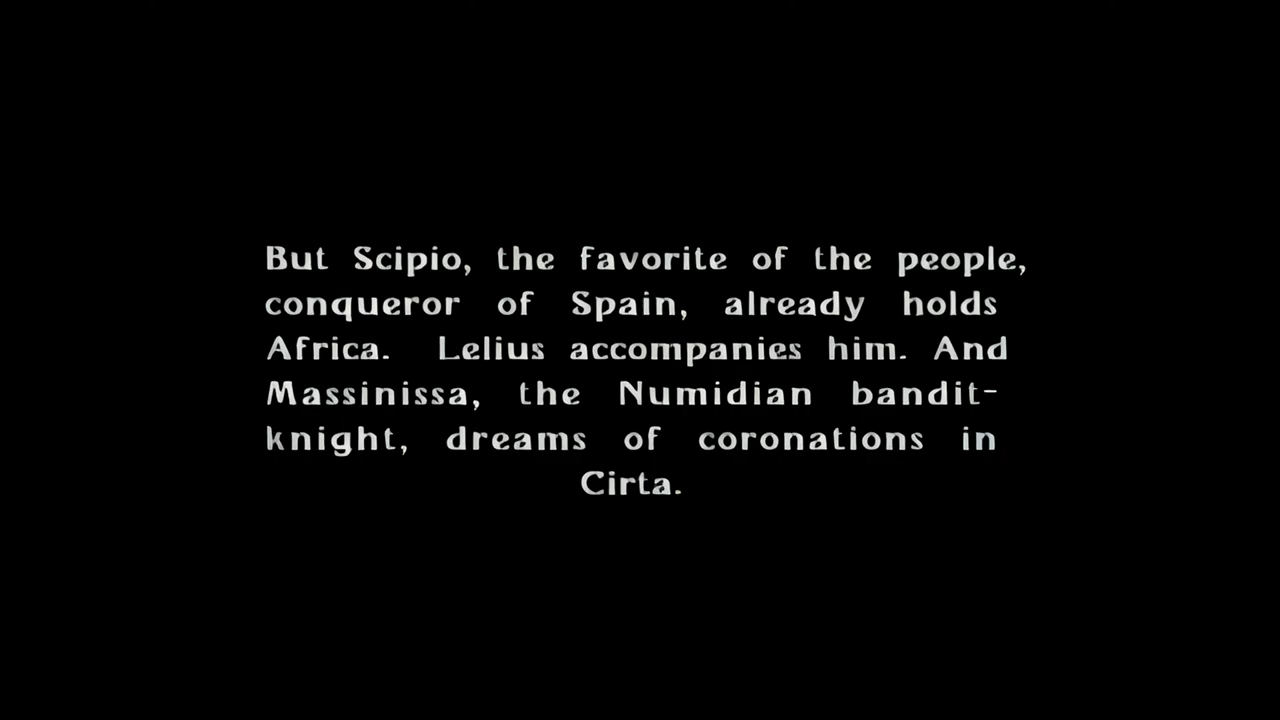 But Scipio, the favorite of the people,
conqueror of Spain, already holds
Africa. Lelius accompanies him. And
Massinissa, the Numidian bandit-
knight, dreams of coronations in
Cirta.